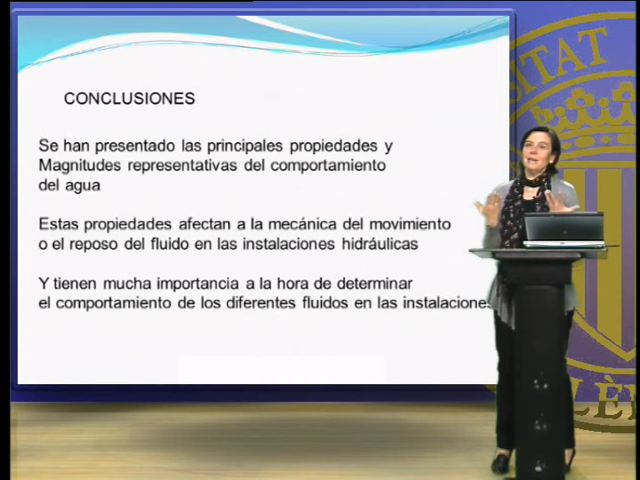 CONCLUSIONES
Se han presentado las principales propiedades y
Magnitudes representativas del comportamiento
del agua
Estas propiedades afectan a la mecánica del movimiento
o el reposo del fluido en las instalaciones hidráulicas
Y tienen mucha importancia a la hora de determinar
el comportamiento de los diferentes fluidos en las instalaciones